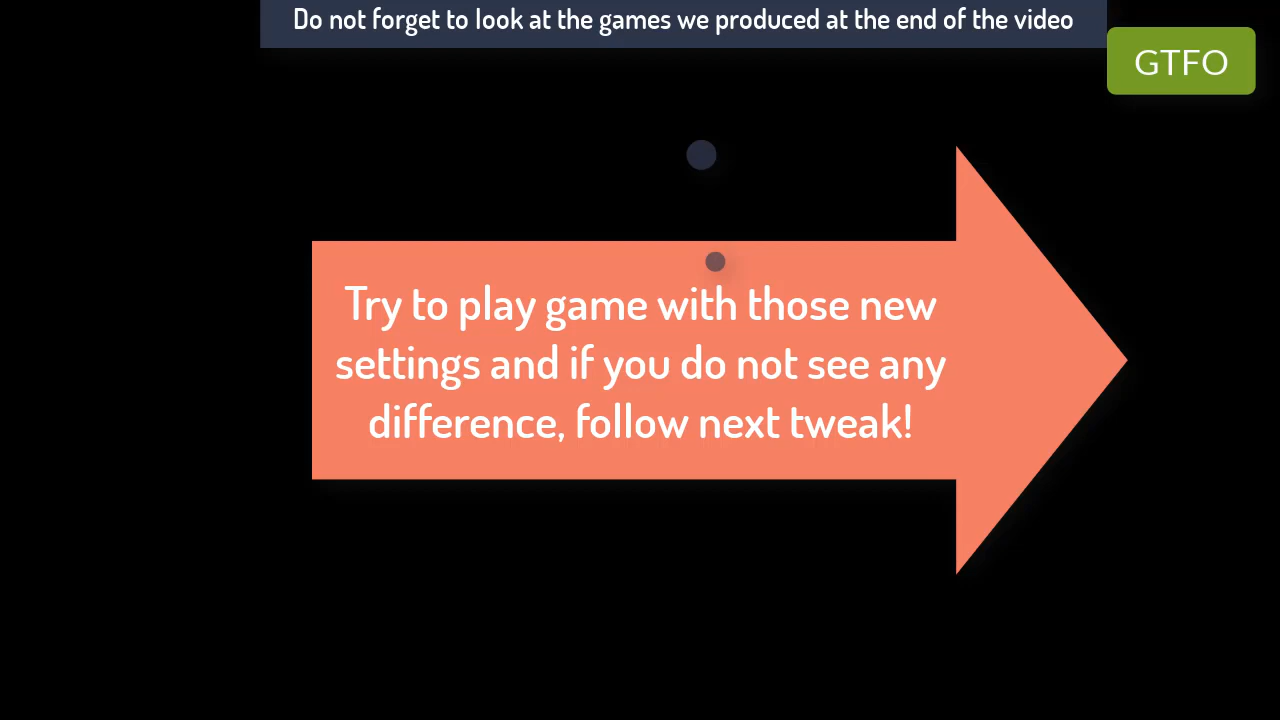 Do not forget to look at the games we produced at the end of the video
GTFO
Try to play game with those new
settings and if you do not see any
difference, follow next tweak!